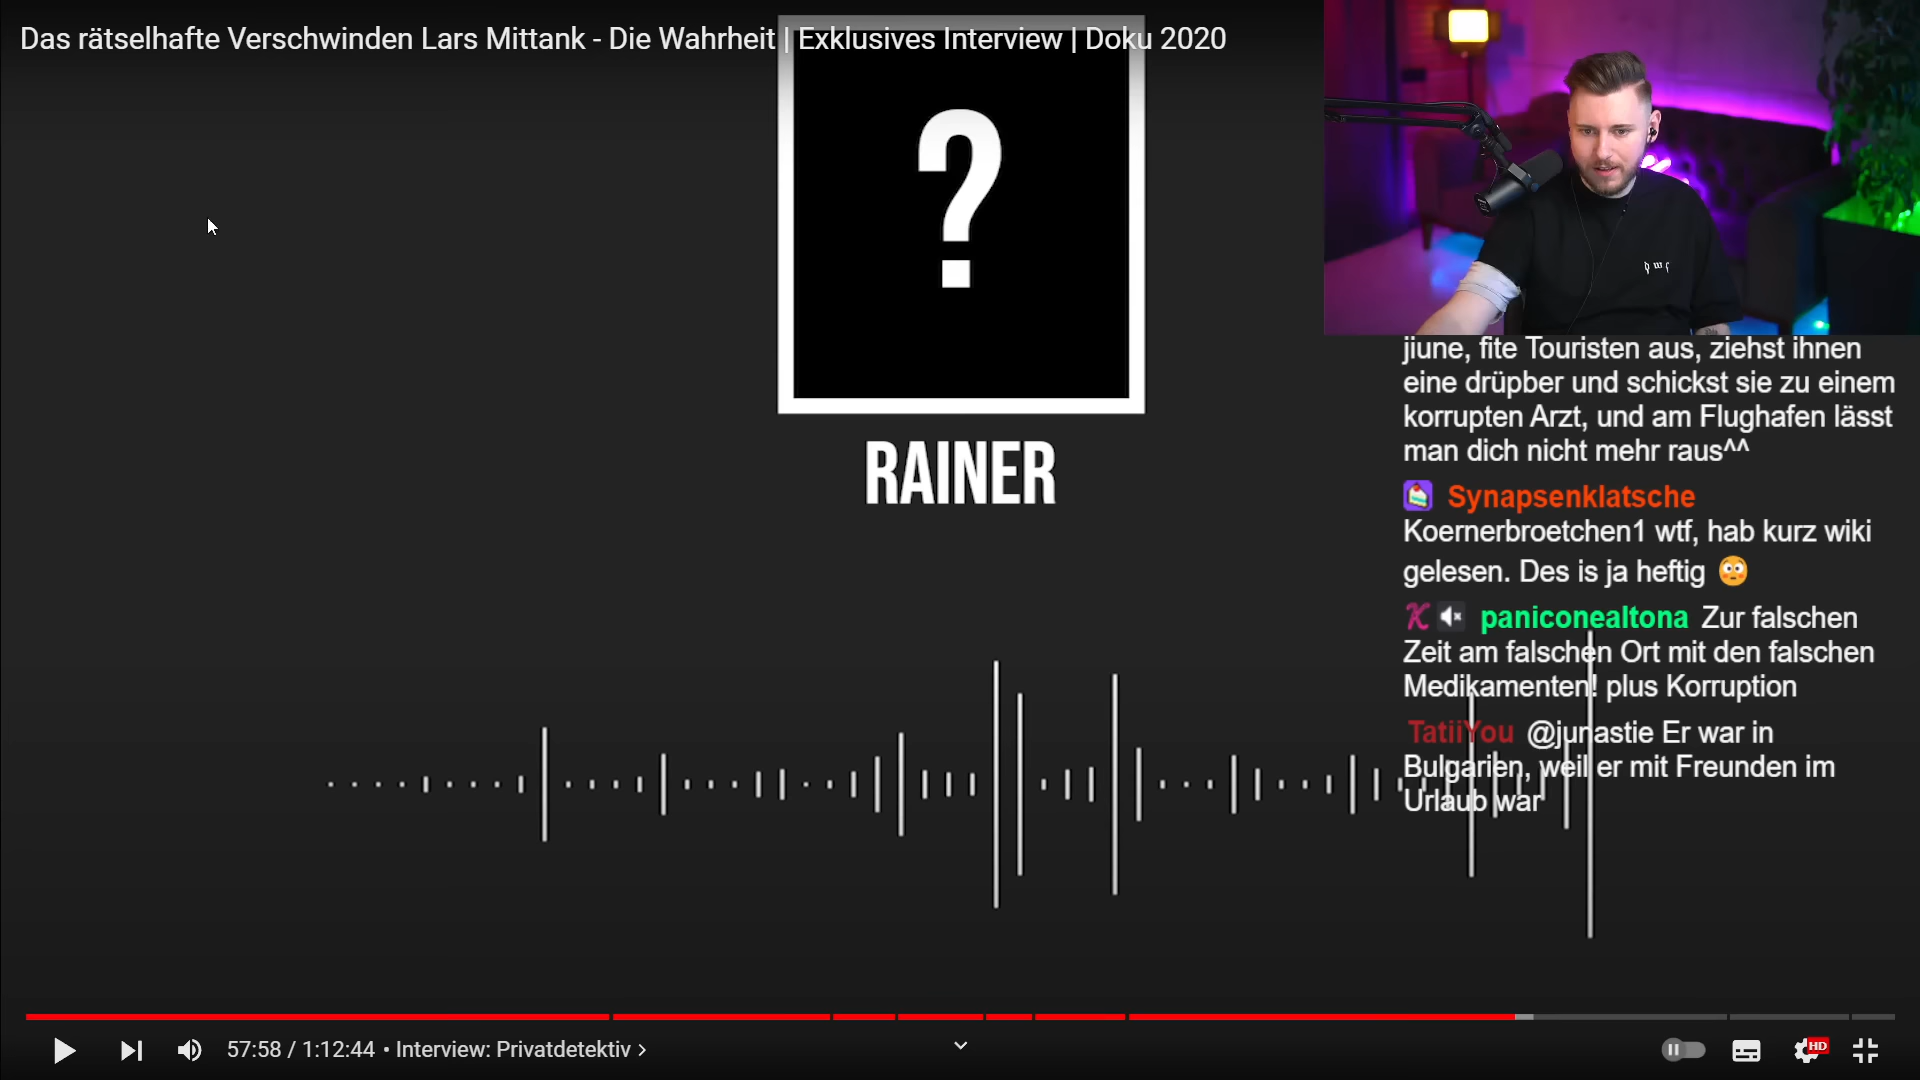 Das rätselhafte Verschwinden Lars Mittank - Die Wahrheit | Exklusives Interview | Doku 2020
?
RAINER
jiune, fite Touristen aus, ziehst ihnen
eine drüpber und schickst sie zu einem
korrupten Arzt, und am Flughafen lässt
man dich nicht mehr raus^^
Synapsenklatsche
Koernerbroetchen1 wtf, hab kurz wiki
gelesen. Des is ja heftig 😳
paniconealtona Zur falschen
Zeit am falschen Ort mit den falschen
Medikamenten! plus Korruption
TatiiYou @junastie Er war in
Bulgarien, weil er mit Freunden im
Urlaub war
57:58 / 1:12:44 • Interview: Privatdetektiv >
HD